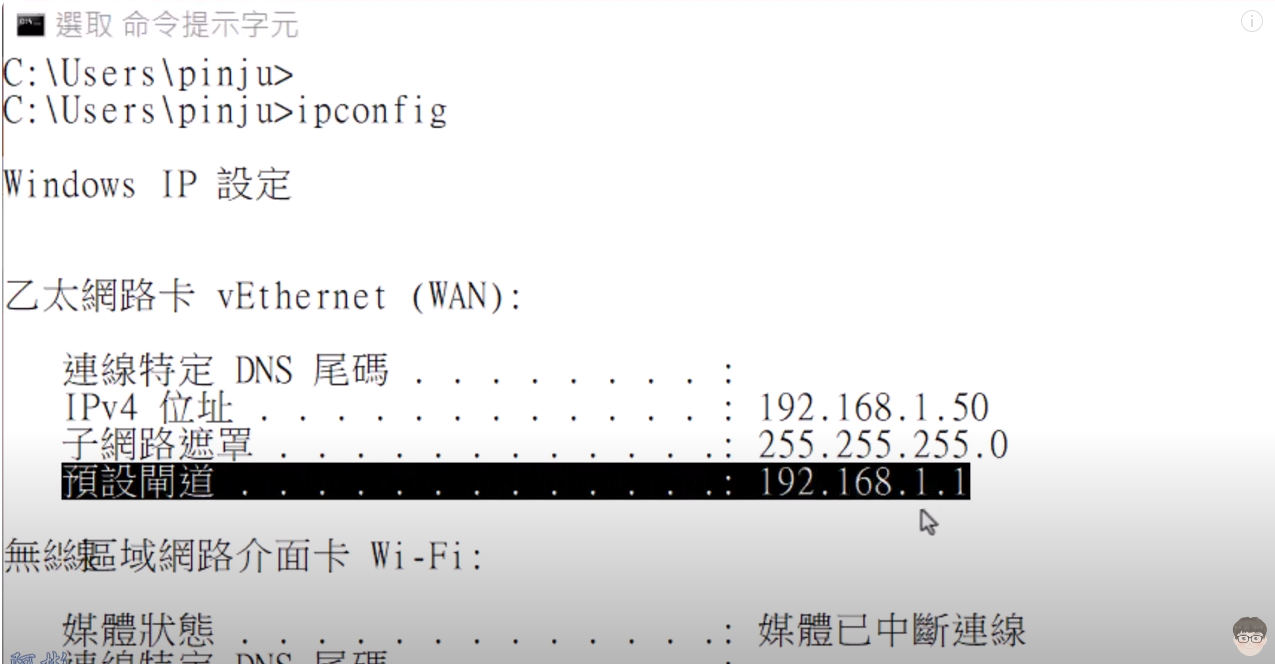 選取 命令提示字元
C:\Users\pinju>
C:\Users\pinju>ipconfig
Windows IP 設定
乙太網路卡 vEthernet (WAN):
連線特定 DNS 尾碼 . . . . . . . . :
IPv4 位址 . . . . . . . . . . . . : 192.168.1.50
子網路遮罩 . . . . . . . . . . . .: 255.255.255.0
預設閘道 . . . . . . . . . . . . .: 192.168.1.1
無線區域網路介面卡 Wi-Fi:
媒體狀態 . . . . . . . . . . . . .: 媒體已中斷連線
連線特定 DNS 尾碼